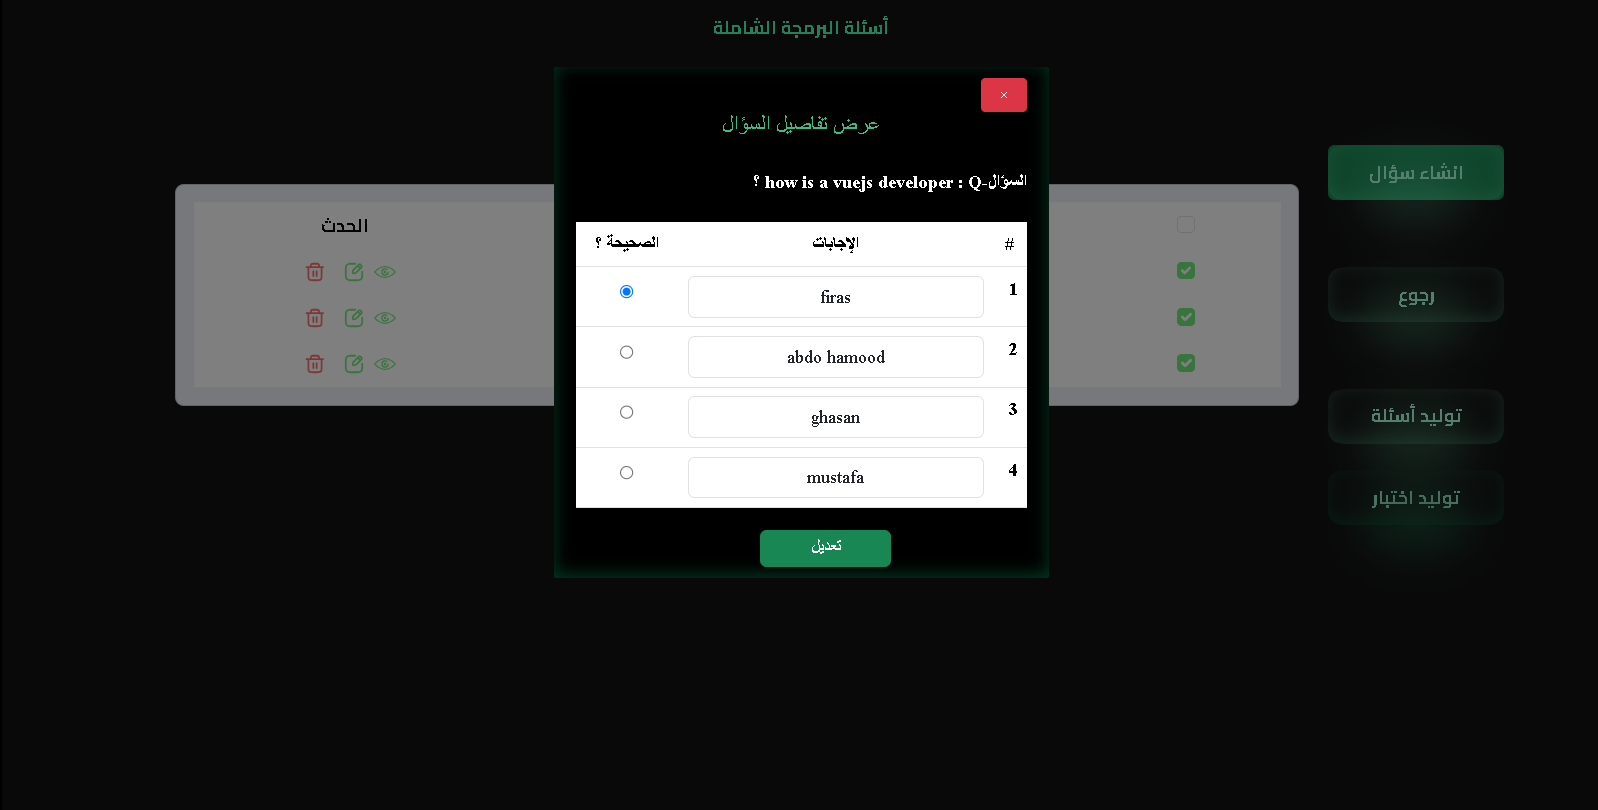 أسئلة البرمجة الشاملة
×
عرض تفاصيل السؤال
السؤال-Q : how is a vuejs developer ؟
# الإجابات الصحيحة ؟
1 firas
2 abdo hamood
3 ghasan
4 mustafa
تعديل
انشاء سؤال
رجوع
توليد أسئلة
توليد اختبار
الحدث